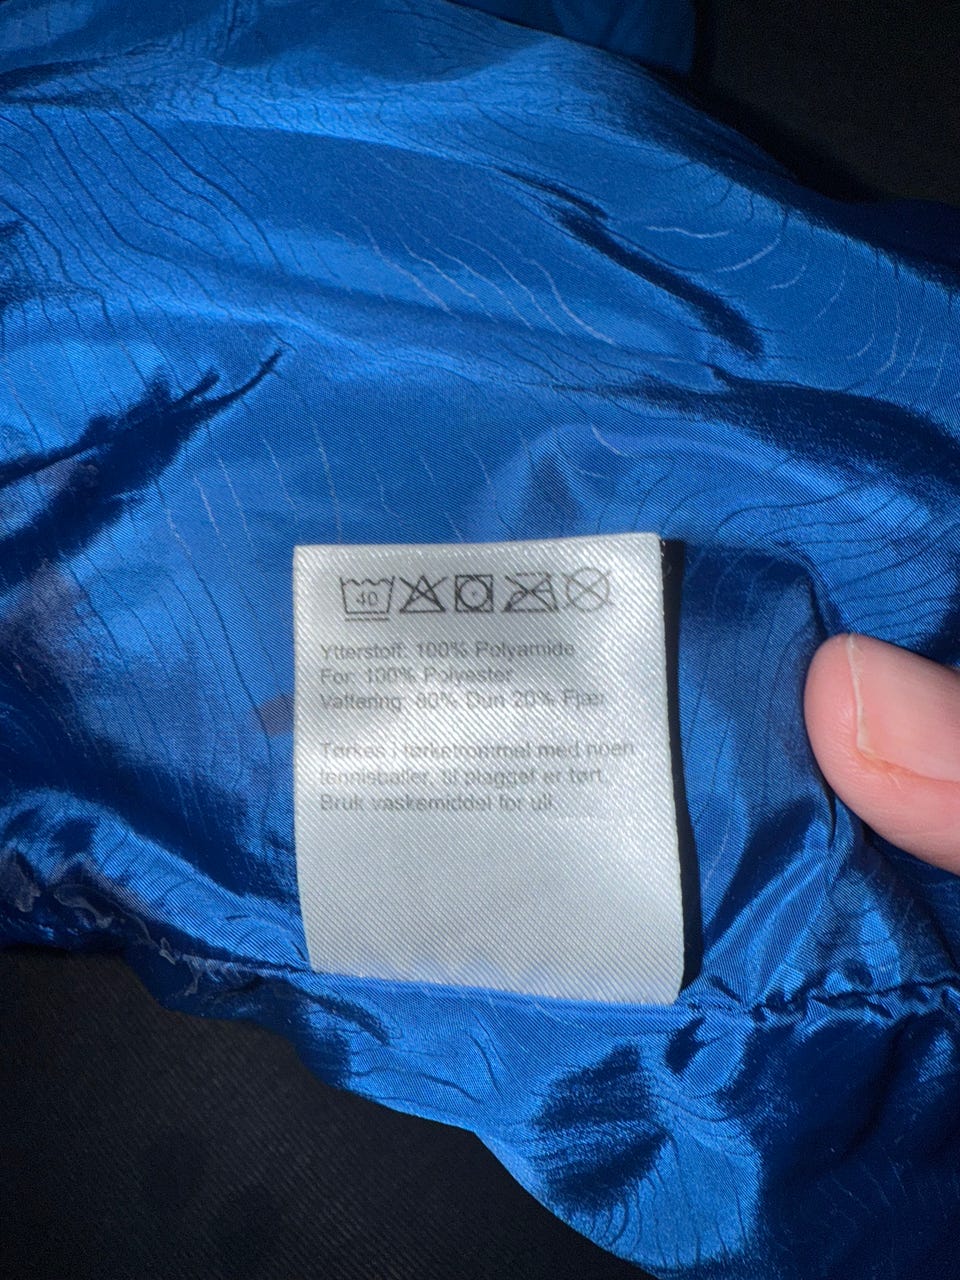 40
Ytterstoff: 100% Polyamide
For: 100% Polyester
Vattering: 80% Dun 20% Fjær
Tørkes i tørketrommel med noen
tennisballer, til plagget er tørt.
Bruk vaskemiddel for ull.